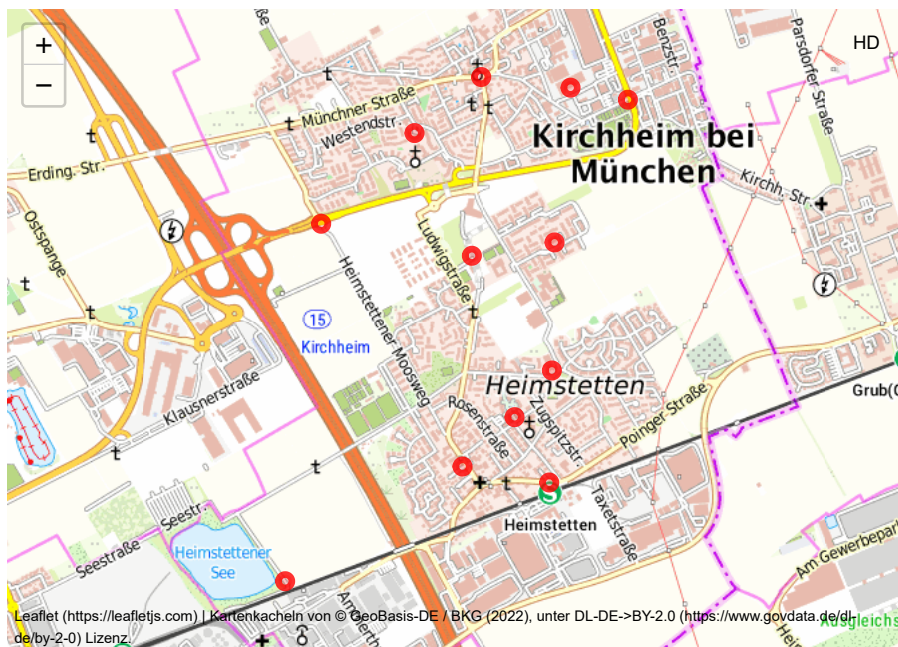 +
−
HD
Benzstr.
Parsdorfer Straße
Münchner Straße
Westendstr.
Kirchheim bei
München
Erding. Str.
Kirchh. Str.
Ostspange
Ludwigstraße
Heimstettener Moosweg
15
Kirchheim
Heimstetten
Klausnerstraße
Rosenstraße
Zugspitzstr.
Poinger Straße
Grub(
S
Heimstetten
Taxetstraße
Seestr.
Seestraße
Heimstettener
See
Am Gewerbepark
Leaflet (https://leafletjs.com) | Kartenkacheln von © GeoBasis-DE / BKG (2022), unter DL-DE->BY-2.0 (https://www.govdata.de/dl-
de/by-2-0) Lizenz.
Ausgleichs